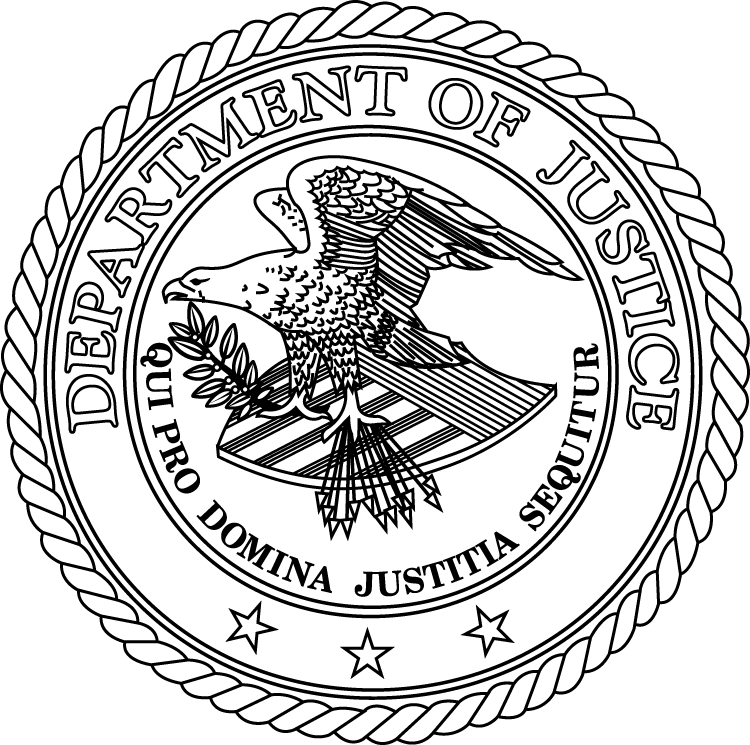 DEPARTMENT OF JUSTICE
QUI PRO DOMINA JUSTITIA SEQUITUR